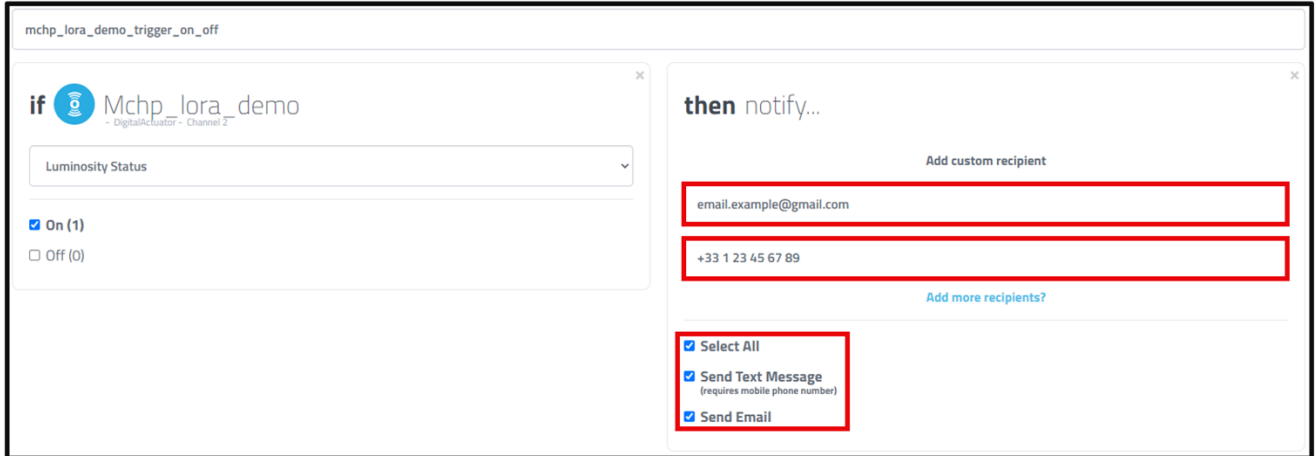 mchp_lora_demo_trigger_on_off
×
if Mchp_lora_demo
- DigitalActuator - Channel 2
Luminosity Status
On (1)
Off (0)
×
then notify...
Add custom recipient
email.example@gmail.com
+33 1 23 45 67 89
Add more recipients?
Select All
Send Text Message
(requires mobile phone number)
Send Email